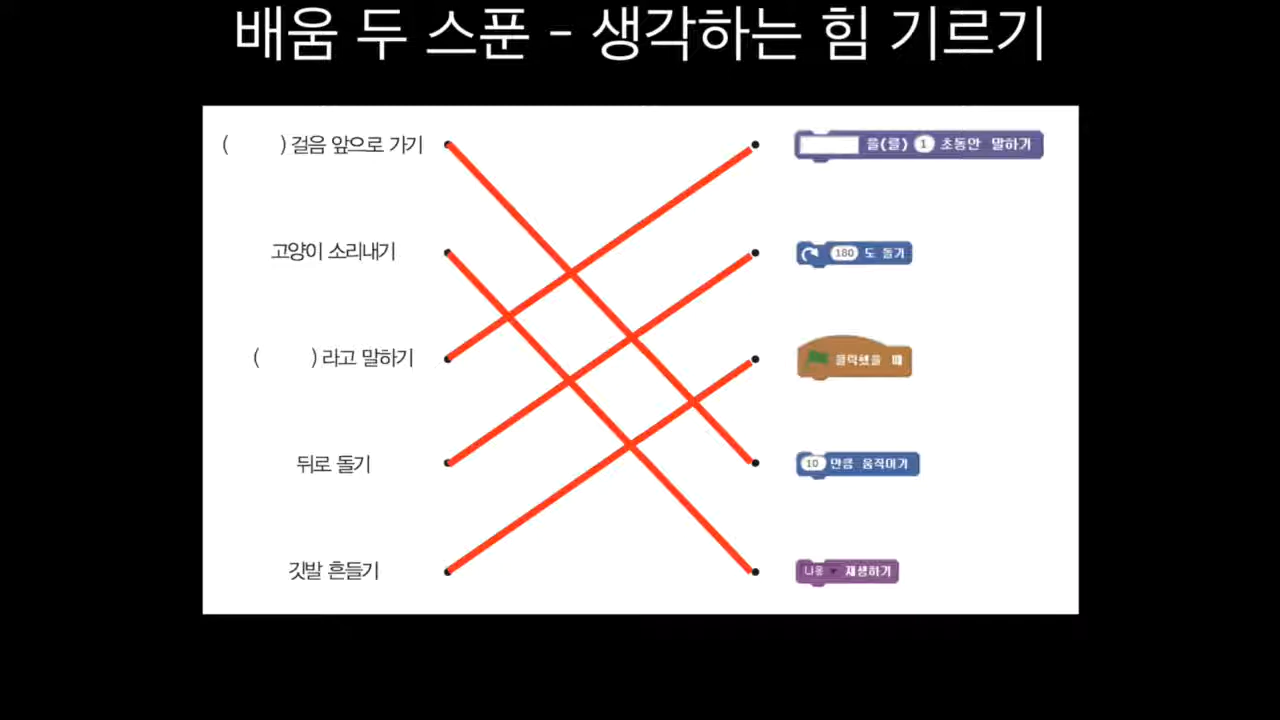 배움 두 스푼 - 생각하는 힘 기르기
( ) 걸음 앞으로 가기
을(를) 1 초동안 말하기
고양이 소리내기
180 도 돌기
( ) 라고 말하기
클릭했을 때
뒤로 돌기
10 만큼 움직이기
깃발 흔들기
니옹 재생하기